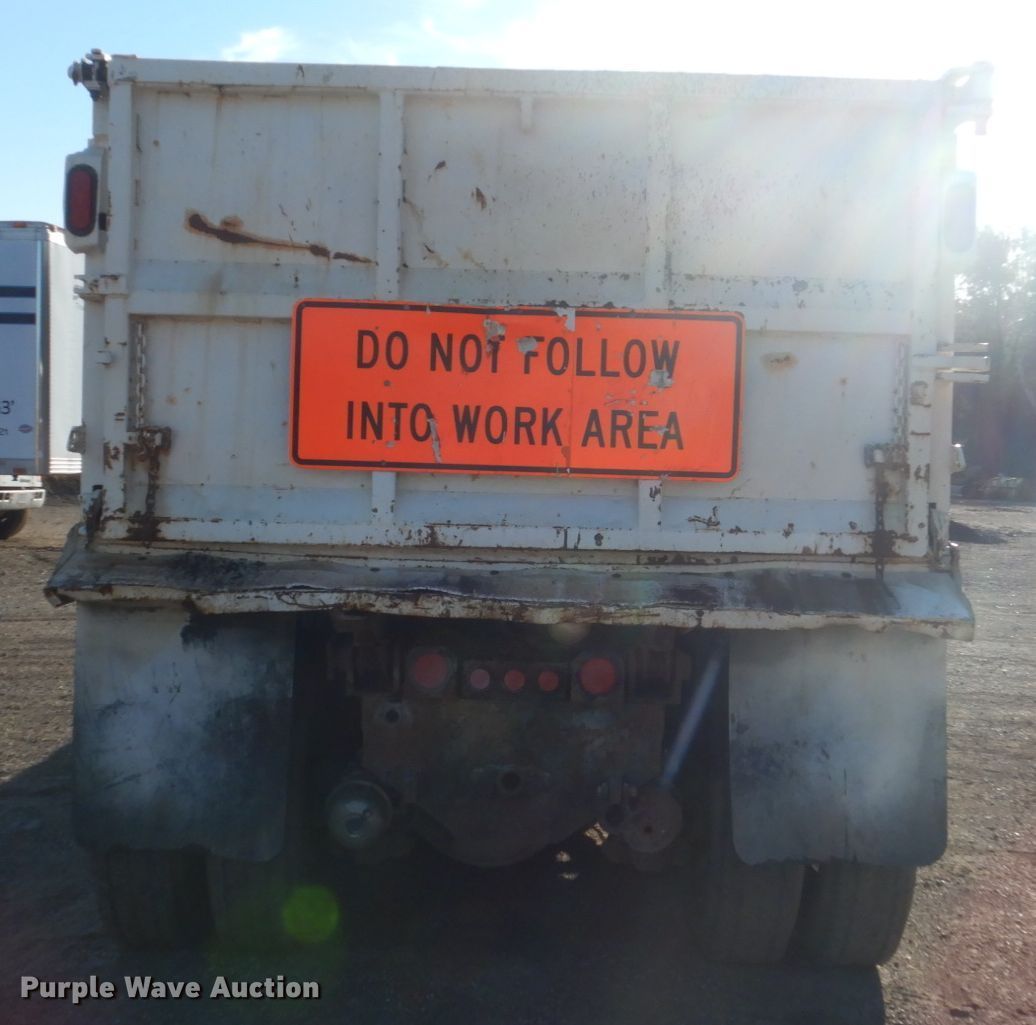 DO NOT FOLLOW
INTO WORK AREA
Purple Wave Auction